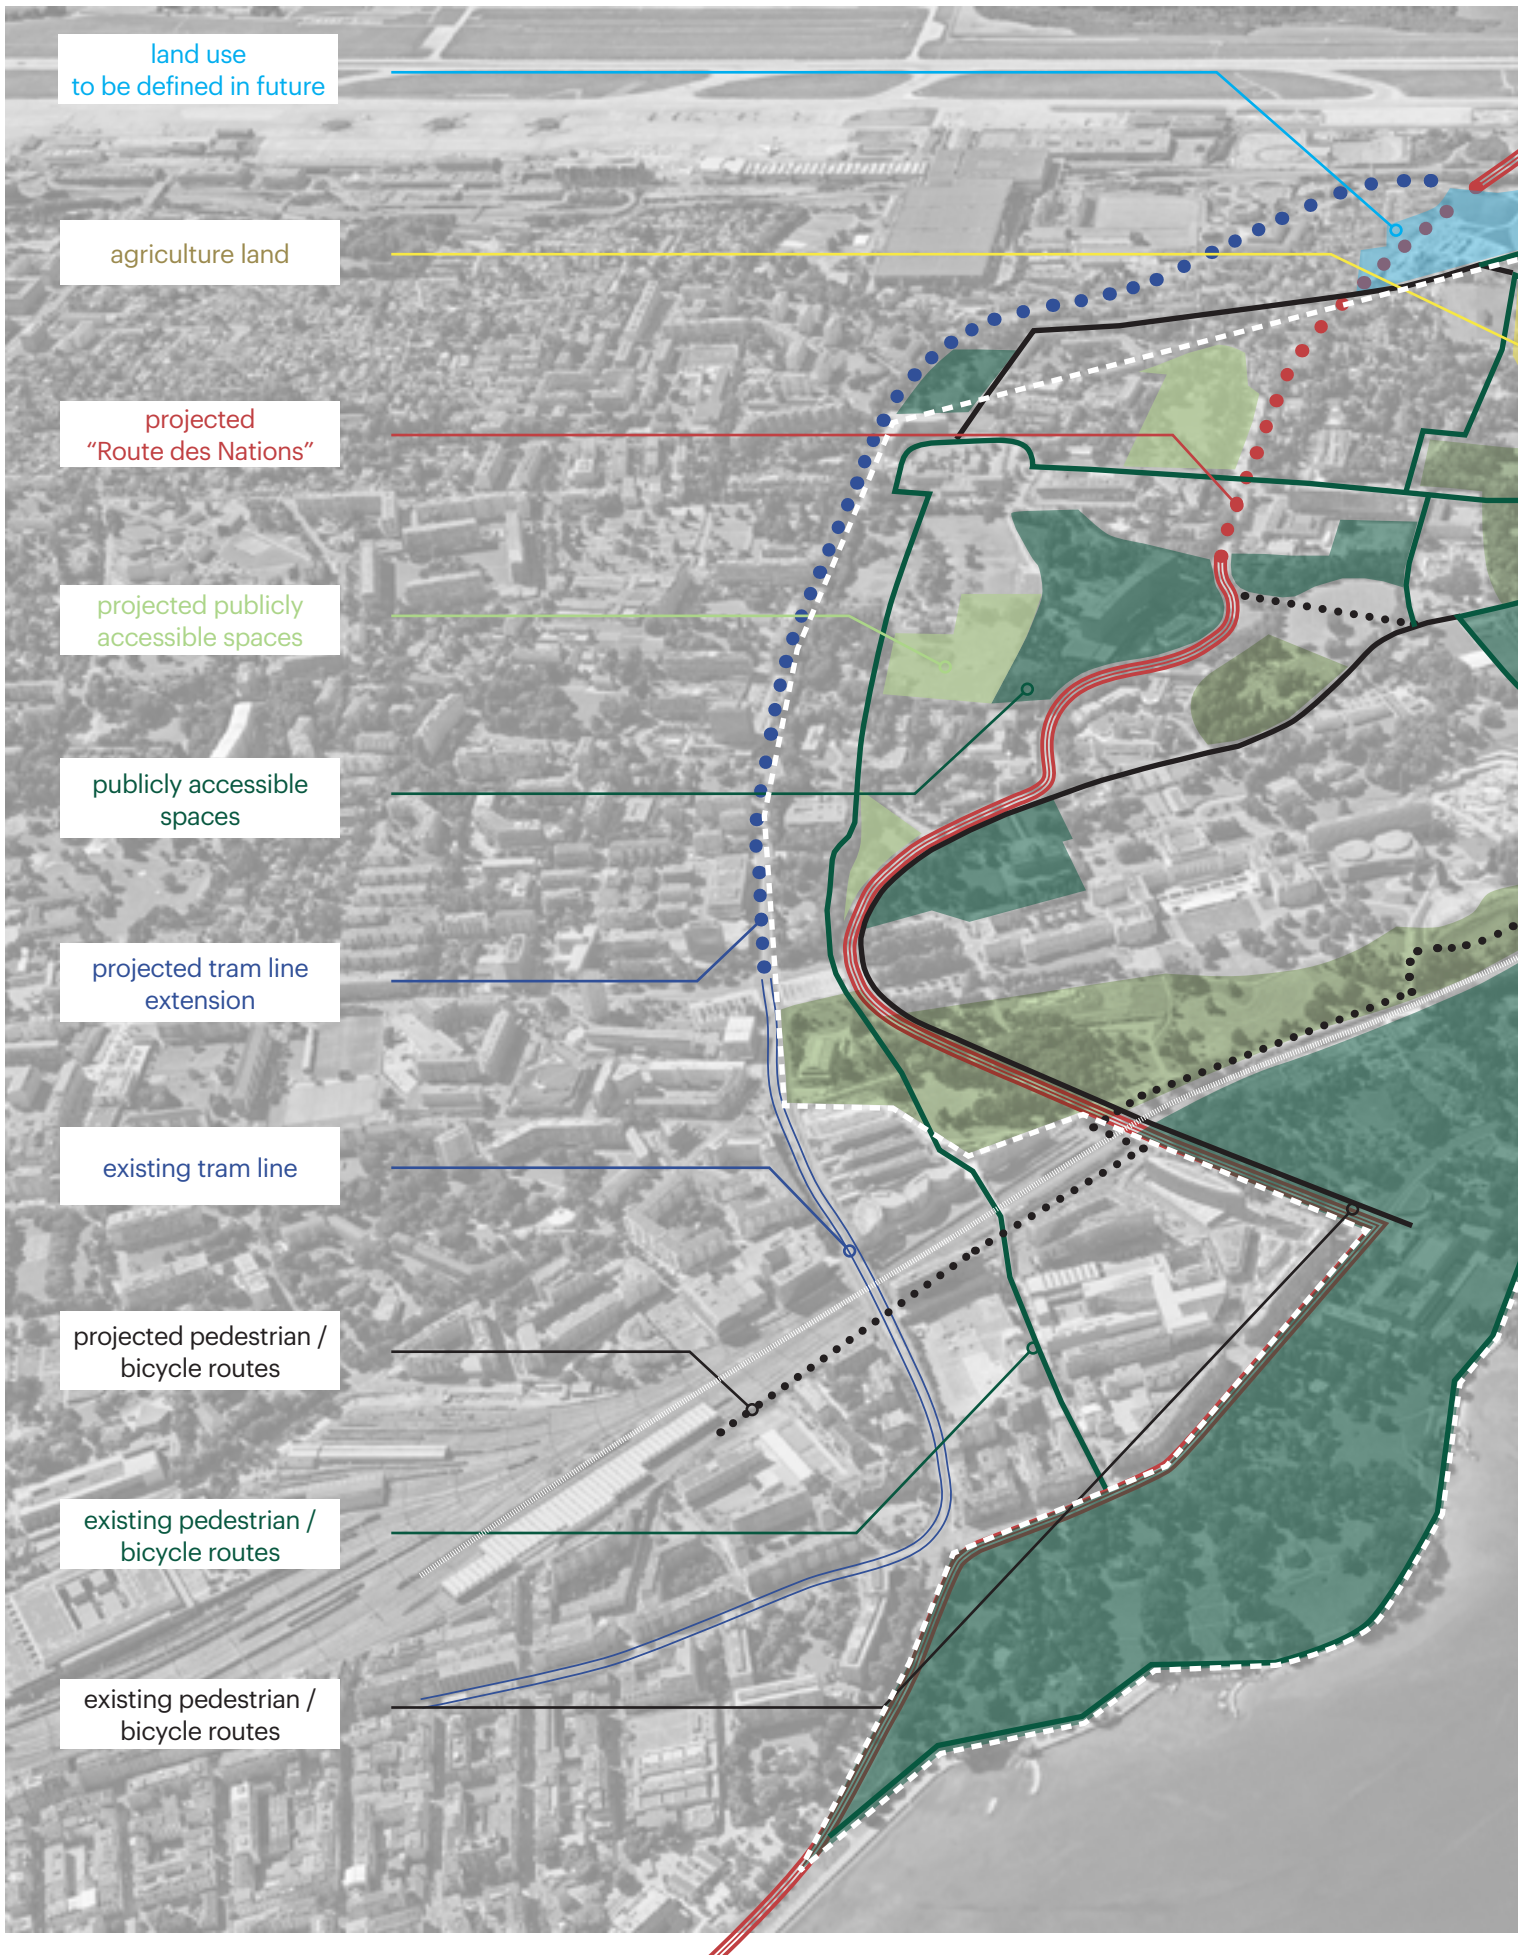 land use
to be defined in future
agriculture land
projected
“Route des Nations”
projected publicly
accessible spaces
publicly accessible
spaces
projected tram line
extension
existing tram line
projected pedestrian /
bicycle routes
existing pedestrian /
bicycle routes
existing pedestrian /
bicycle routes